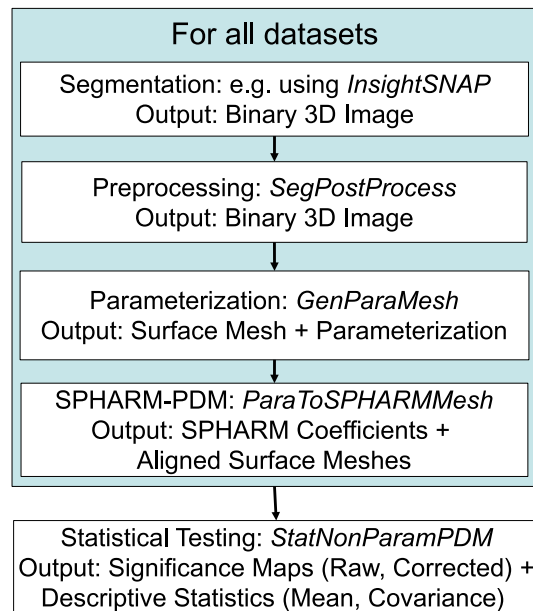 For all datasets
Segmentation: e.g. using InsightSNAP
Output: Binary 3D Image
Preprocessing: SegPostProcess
Output: Binary 3D Image
Parameterization: GenParaMesh
Output: Surface Mesh + Parameterization
SPHARM-PDM: ParaToSPHARMMesh
Output: SPHARM Coefficients +
Aligned Surface Meshes
Statistical Testing: StatNonParamPDM
Output: Significance Maps (Raw, Corrected) +
Descriptive Statistics (Mean, Covariance)